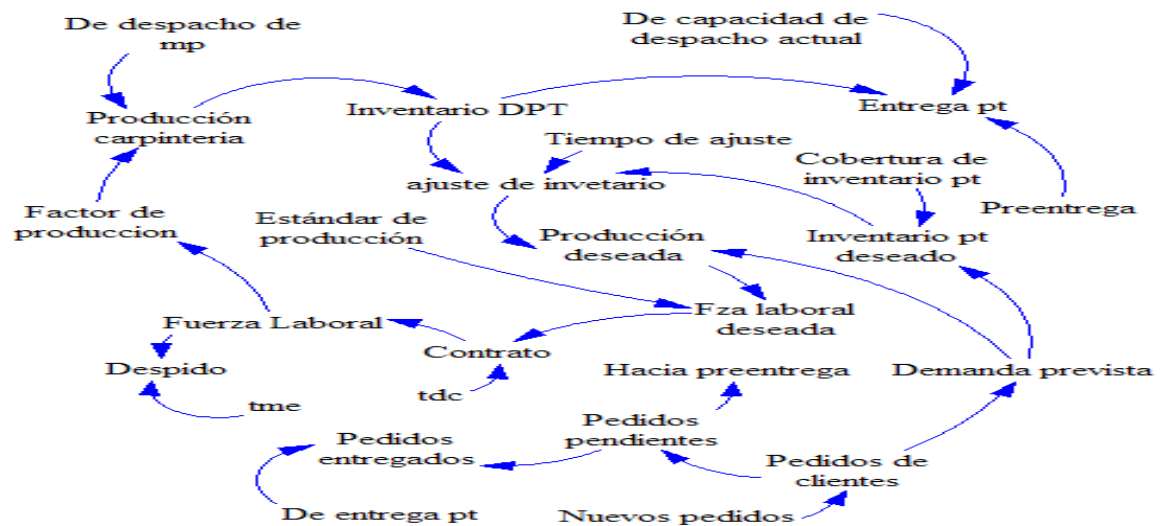 De despacho de
mp
De capacidad de
despacho actual
Producción
carpinteria
Inventario DPT
Entrega pt
Tiempo de ajuste
ajuste de invetario
Cobertura de
inventario pt
Factor de
produccion
Estándar de
producción
Preentrega
Producción
deseada
Inventario pt
deseado
Fza laboral
deseada
Fuerza Laboral
Contrato
Despido
Hacia preentrega
Demanda prevista
tdc
tme
Pedidos
pendientes
Pedidos
entregados
Pedidos de
clientes
De entrega pt
Nuevos pedidos